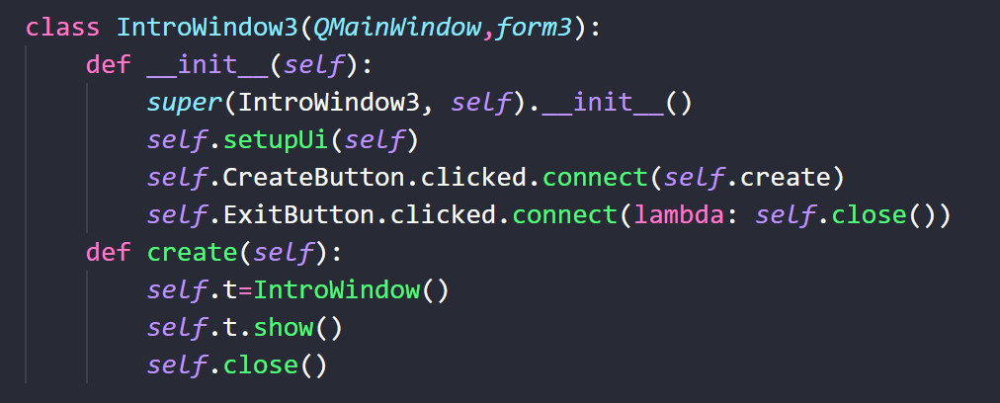 class IntroWindow3(QMainWindow,form3):
    def __init__(self):
        super(IntroWindow3, self).__init__()
        self.setupUi(self)
        self.CreateButton.clicked.connect(self.create)
        self.ExitButton.clicked.connect(lambda: self.close())
    def create(self):
        self.t=IntroWindow()
        self.t.show()
        self.close()